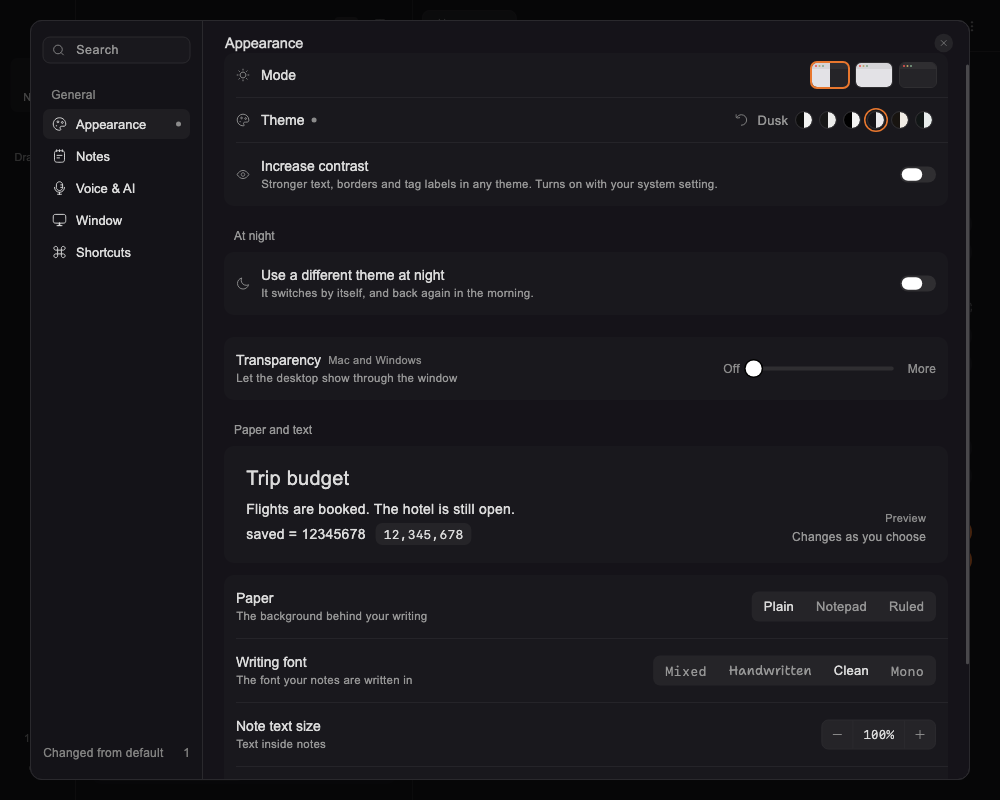 Search
General
Appearance
Notes
Voice & AI
Window
Shortcuts
Changed from default 1
Appearance
Mode
Theme
Dusk
Increase contrast
Stronger text, borders and tag labels in any theme. Turns on with your system setting.
At night
Use a different theme at night
It switches by itself, and back again in the morning.
Transparency Mac and Windows
Let the desktop show through the window
Off
More
Paper and text
Trip budget
Flights are booked. The hotel is still open.
saved = 12345678 12,345,678
Preview
Changes as you choose
Paper
The background behind your writing
Plain Notepad Ruled
Writing font
The font your notes are written in
Mixed Handwritten Clean Mono
Note text size
Text inside notes
− 100% +